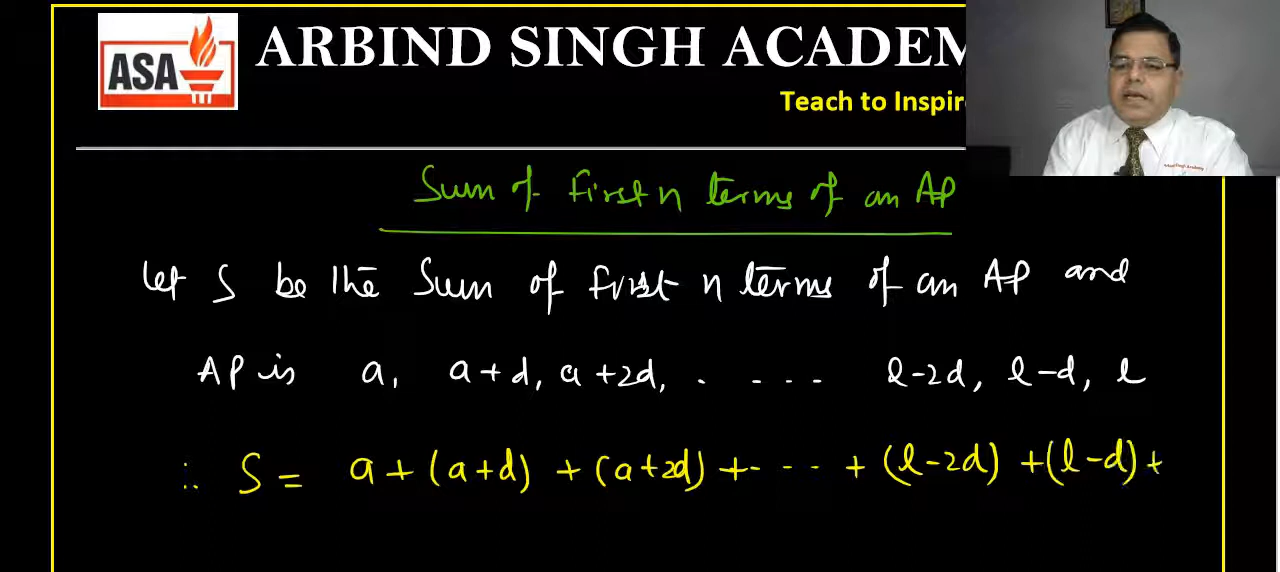 ASA
ARBIND SINGH ACADEM
Teach to Inspir
Sum of first n terms of an AP
Let S be the Sum of first n terms of an AP and
AP is a, a+d, a+2d, . . . . . l-2d, l-d, l
∴ S = a + (a+d) + (a+2d) + . . . . + (l-2d) + (l-d) +